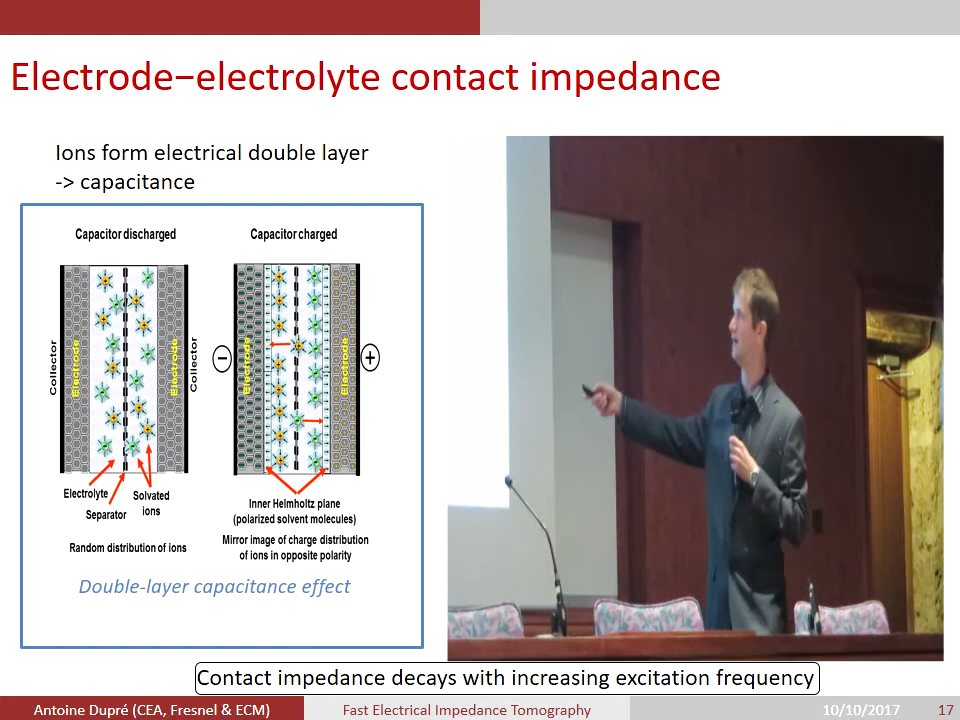 Electrode−electrolyte contact impedance
Ions form electrical double layer
-> capacitance
Capacitor discharged
Capacitor charged
Collector
Electrode
Electrode
Collector
−
Electrode
Electrode
+
Electrolyte
Separator
Solvated
ions
Random distribution of ions
Inner Helmholtz plane
(polarized solvent molecules)
Mirror image of charge distribution
of ions in opposite polarity
Double-layer capacitance effect
Contact impedance decays with increasing excitation frequency
Antoine Dupré (CEA, Fresnel & ECM)
Fast Electrical Impedance Tomography
10/10/2017
17